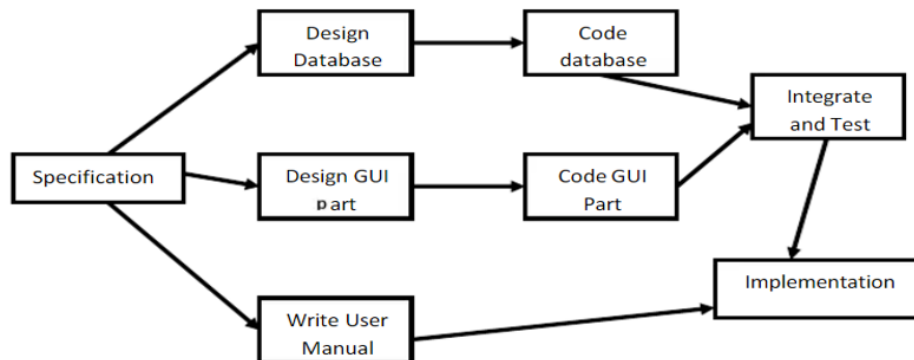 Design
Database
Code
database
Integrate
and Test
Specification
Design GUI
part
Code GUI
Part
Implementation
Write User
Manual